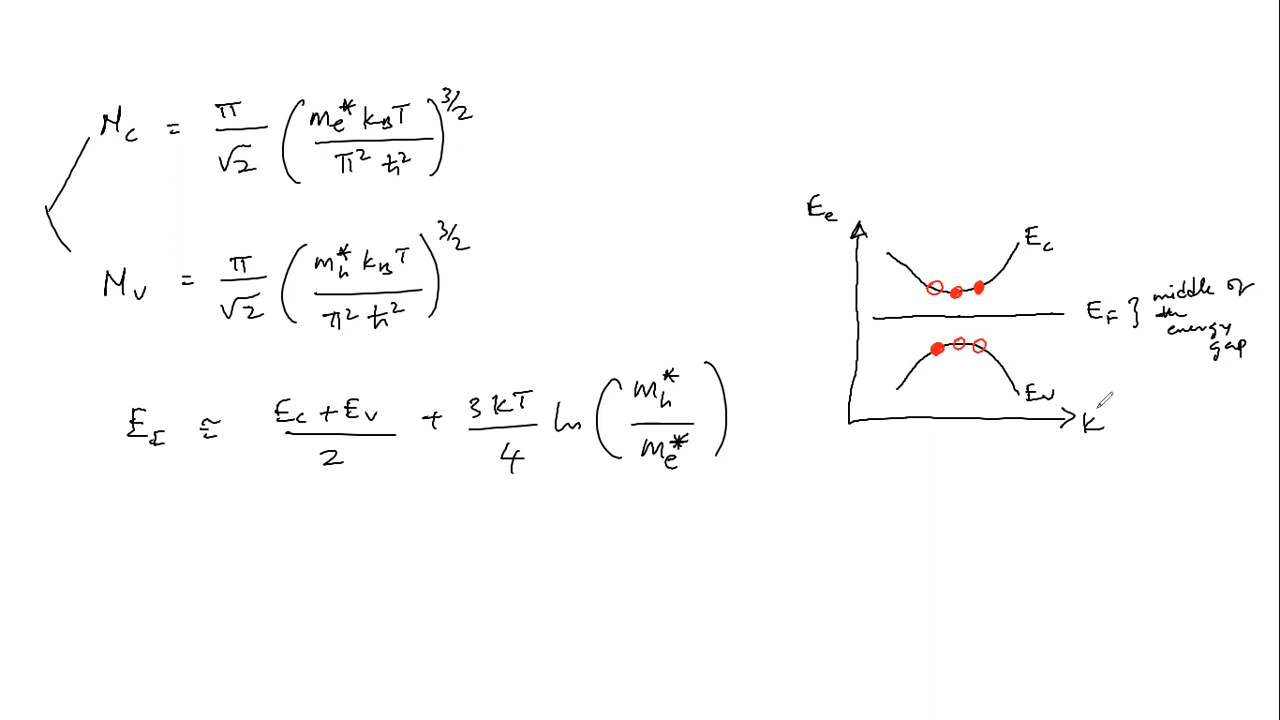 N_c = π/√2 (m_e* k_B T / π² ħ²)^3/2
N_v = π/√2 (m_h* k_B T / π² ħ²)^3/2
E_F ≅ (E_c + E_v)/2 + 3kT/4 ln (m_h*/m_e*)
E_e
E_c
E_F } middle of
the
energy
gap
E_v
K